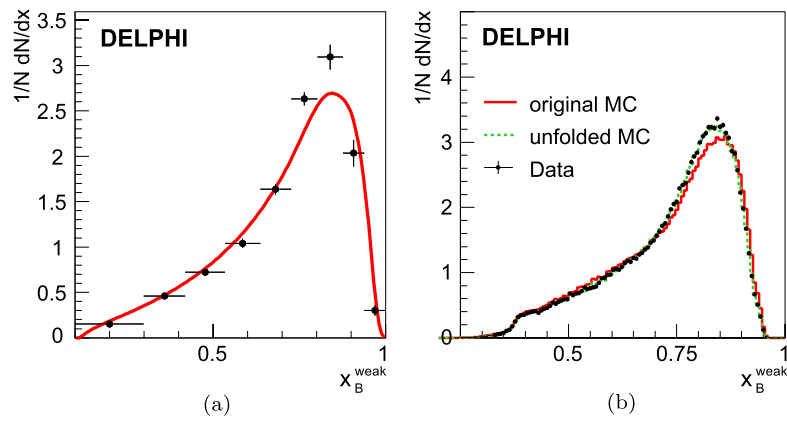 DELPHI
1/N dN/dx
3.5
3
2.5
2
1.5
1
0.5
0
0.5
1
x_B^weak
(a)
DELPHI
1/N dN/dx
original MC
unfolded MC
Data
4
3
2
1
0
0.5
0.75
1
x_B^weak
(b)